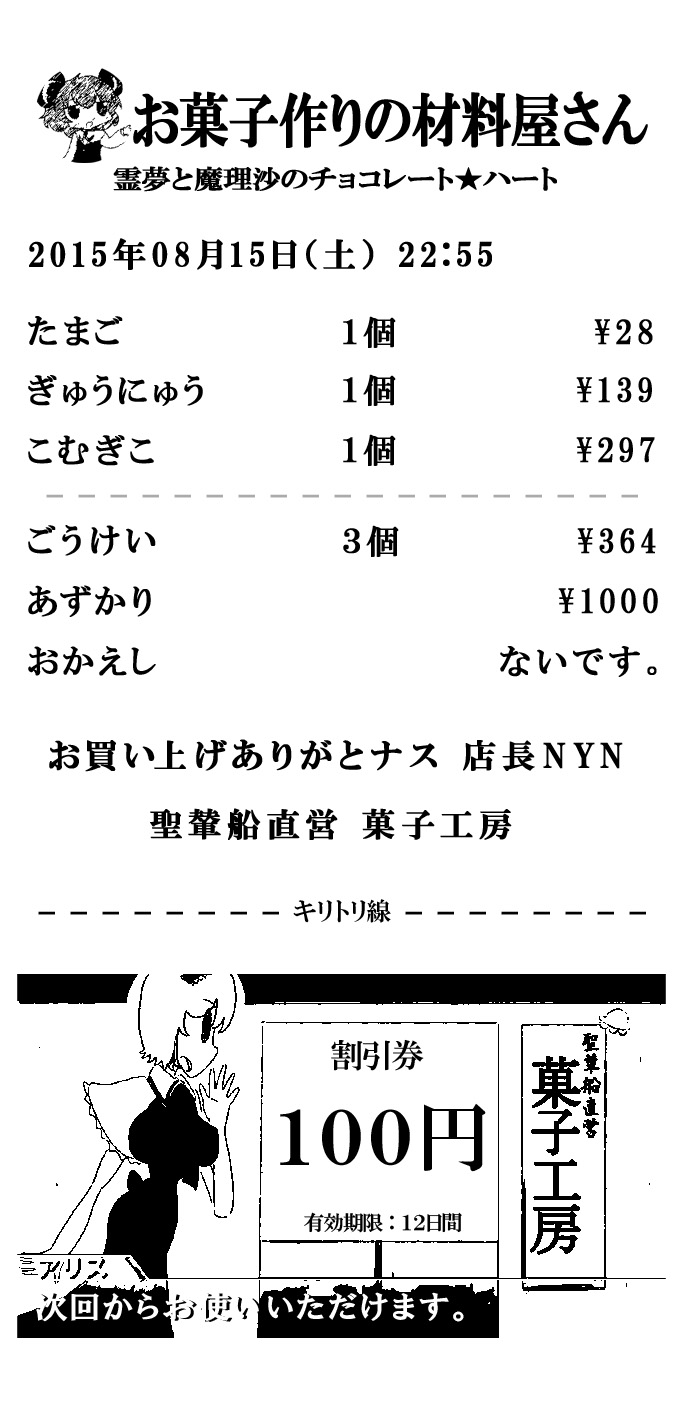 お菓子作りの材料屋さん
霊夢と魔理沙のチョコレート★ハート
2015年08月15日(土) 22:55
たまご 1個 ¥28
ぎゅうにゅう 1個 ¥139
こむぎこ 1個 ¥297
ごうけい 3個 ¥364
あずかり ¥1000
おかえし ないです。
お買い上げありがとナス 店長NYN
聖輦船直営 菓子工房
キリトリ線
割引券
100円
有効期限：12日間
聖輦船直営
菓子工房
アリス
次回からお使いいただけます。